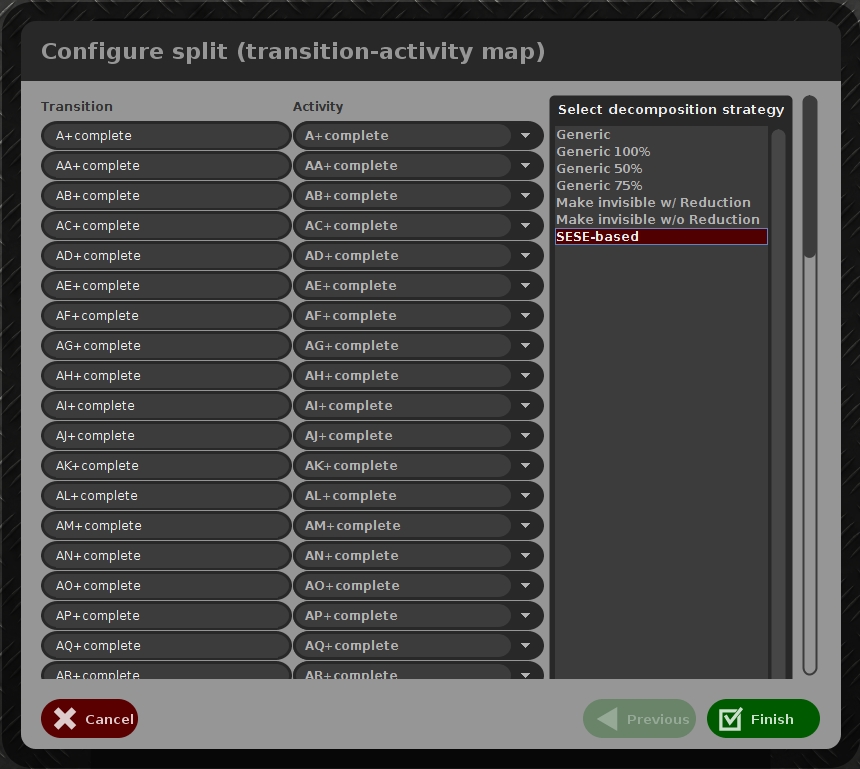 Configure split (transition-activity map)
Transition Activity
A+complete A+complete
AA+complete AA+complete
AB+complete AB+complete
AC+complete AC+complete
AD+complete AD+complete
AE+complete AE+complete
AF+complete AF+complete
AG+complete AG+complete
AH+complete AH+complete
AI+complete AI+complete
AJ+complete AJ+complete
AK+complete AK+complete
AL+complete AL+complete
AM+complete AM+complete
AN+complete AN+complete
AO+complete AO+complete
AP+complete AP+complete
AQ+complete AQ+complete
AR+complete AR+complete
Select decomposition strategy
Generic
Generic 100%
Generic 50%
Generic 75%
Make invisible w/ Reduction
Make invisible w/o Reduction
SESE-based
Cancel
Previous
Finish